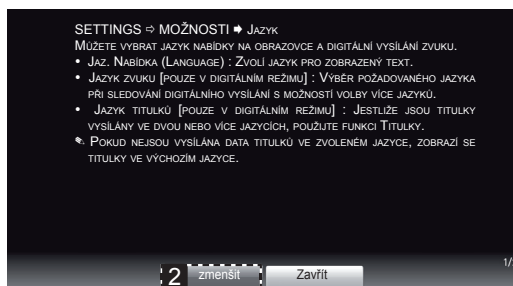 SETTINGS ⇨ MOŽNOSTI ➧ Jazyk
Můžete vybrat jazyk nabídky na obrazovce a digitální vysílání zvuku.
• Jaz. Nabídka (Language) : Zvolí jazyk pro zobrazený text.
• Jazyk zvuku [pouze v digitálním režimu] : Výběr požadovaného jazyka
při sledování digitálního vysílání s možností volby více jazyků.
• Jazyk titulků [pouze v digitálním režimu] : Jestliže jsou titulky
vysílány ve dvou nebo více jazycích, použijte funkci Titulky.
✎ Pokud nejsou vysílána data titulků ve zvoleném jazyce, zobrazí se
titulky ve výchozím jazyce.
2 zmenšit Zavřít